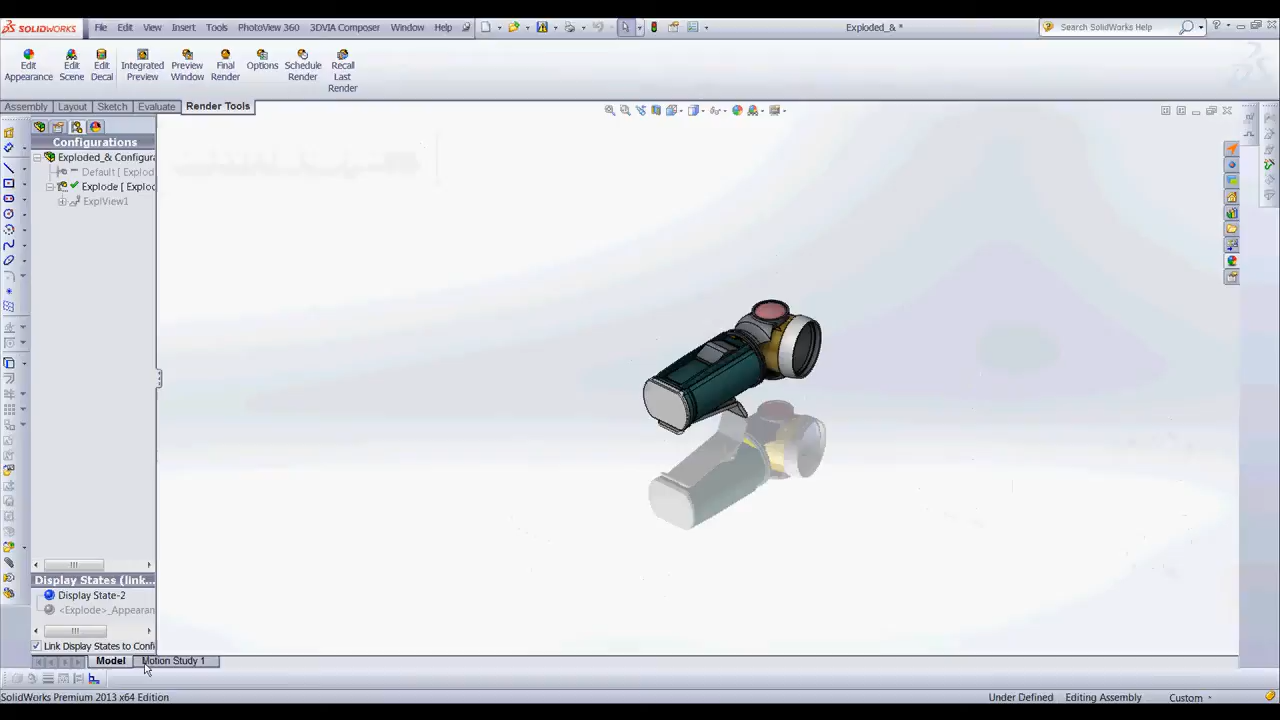 SOLIDWORKS File Edit View Insert Tools PhotoView 360 3DVIA Composer Window Help Exploded_& * Search SolidWorks Help
Edit Appearance Edit Scene Edit Decal Integrated Preview Preview Window Final Render Options Schedule Render Recall Last Render
Assembly Layout Sketch Evaluate Render Tools
Configurations
Exploded_& Configura
Default [ Explod
Explode [ Explod
ExplView1
Display States (link...
Display State-2
<Explode>_Appearan
Link Display States to Confi
Model Motion Study 1
SolidWorks Premium 2013 x64 Edition Under Defined Editing Assembly Custom